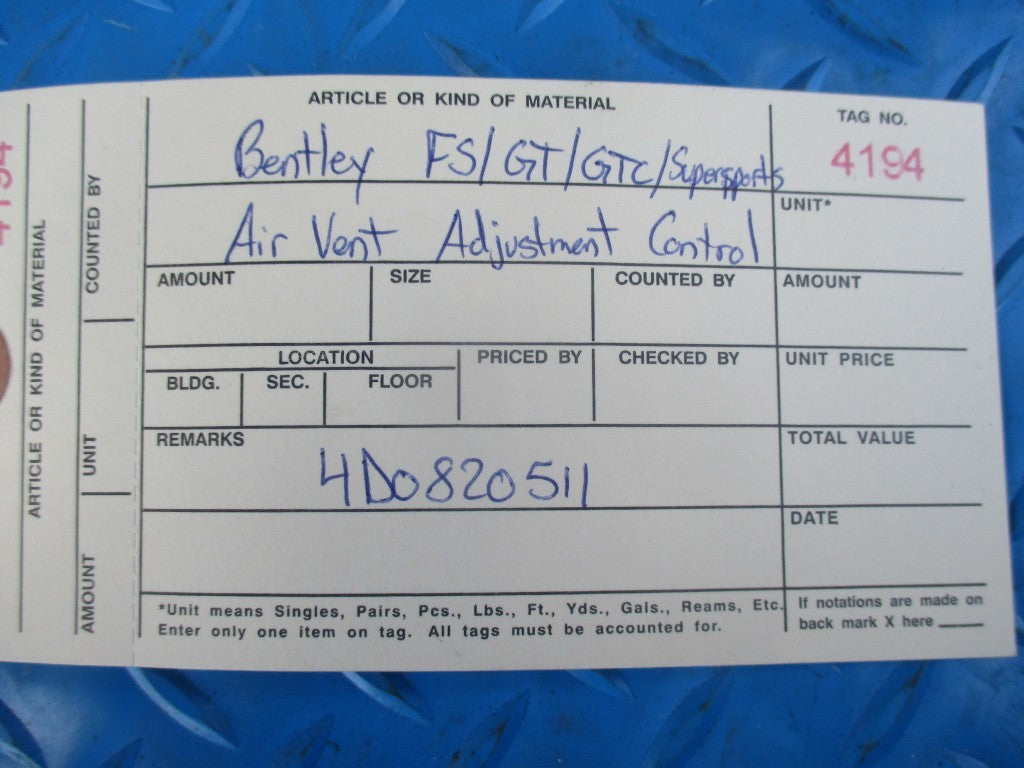 ARTICLE OR KIND OF MATERIAL
TAG NO.
Bentley FS/GT/GTC/Supersports
4194
UNIT*
Air Vent Adjustment Control
AMOUNT
SIZE
COUNTED BY
AMOUNT
LOCATION
PRICED BY
CHECKED BY
UNIT PRICE
BLDG.
SEC.
FLOOR
REMARKS
TOTAL VALUE
4D0820511
DATE
*Unit means Singles, Pairs, Pcs., Lbs., Ft., Yds., Gals., Reams, Etc.
Enter only one item on tag. All tags must be accounted for.
If notations are made on
back mark X here
4194
ARTICLE OR KIND OF MATERIAL
COUNTED BY
UNIT
AMOUNT